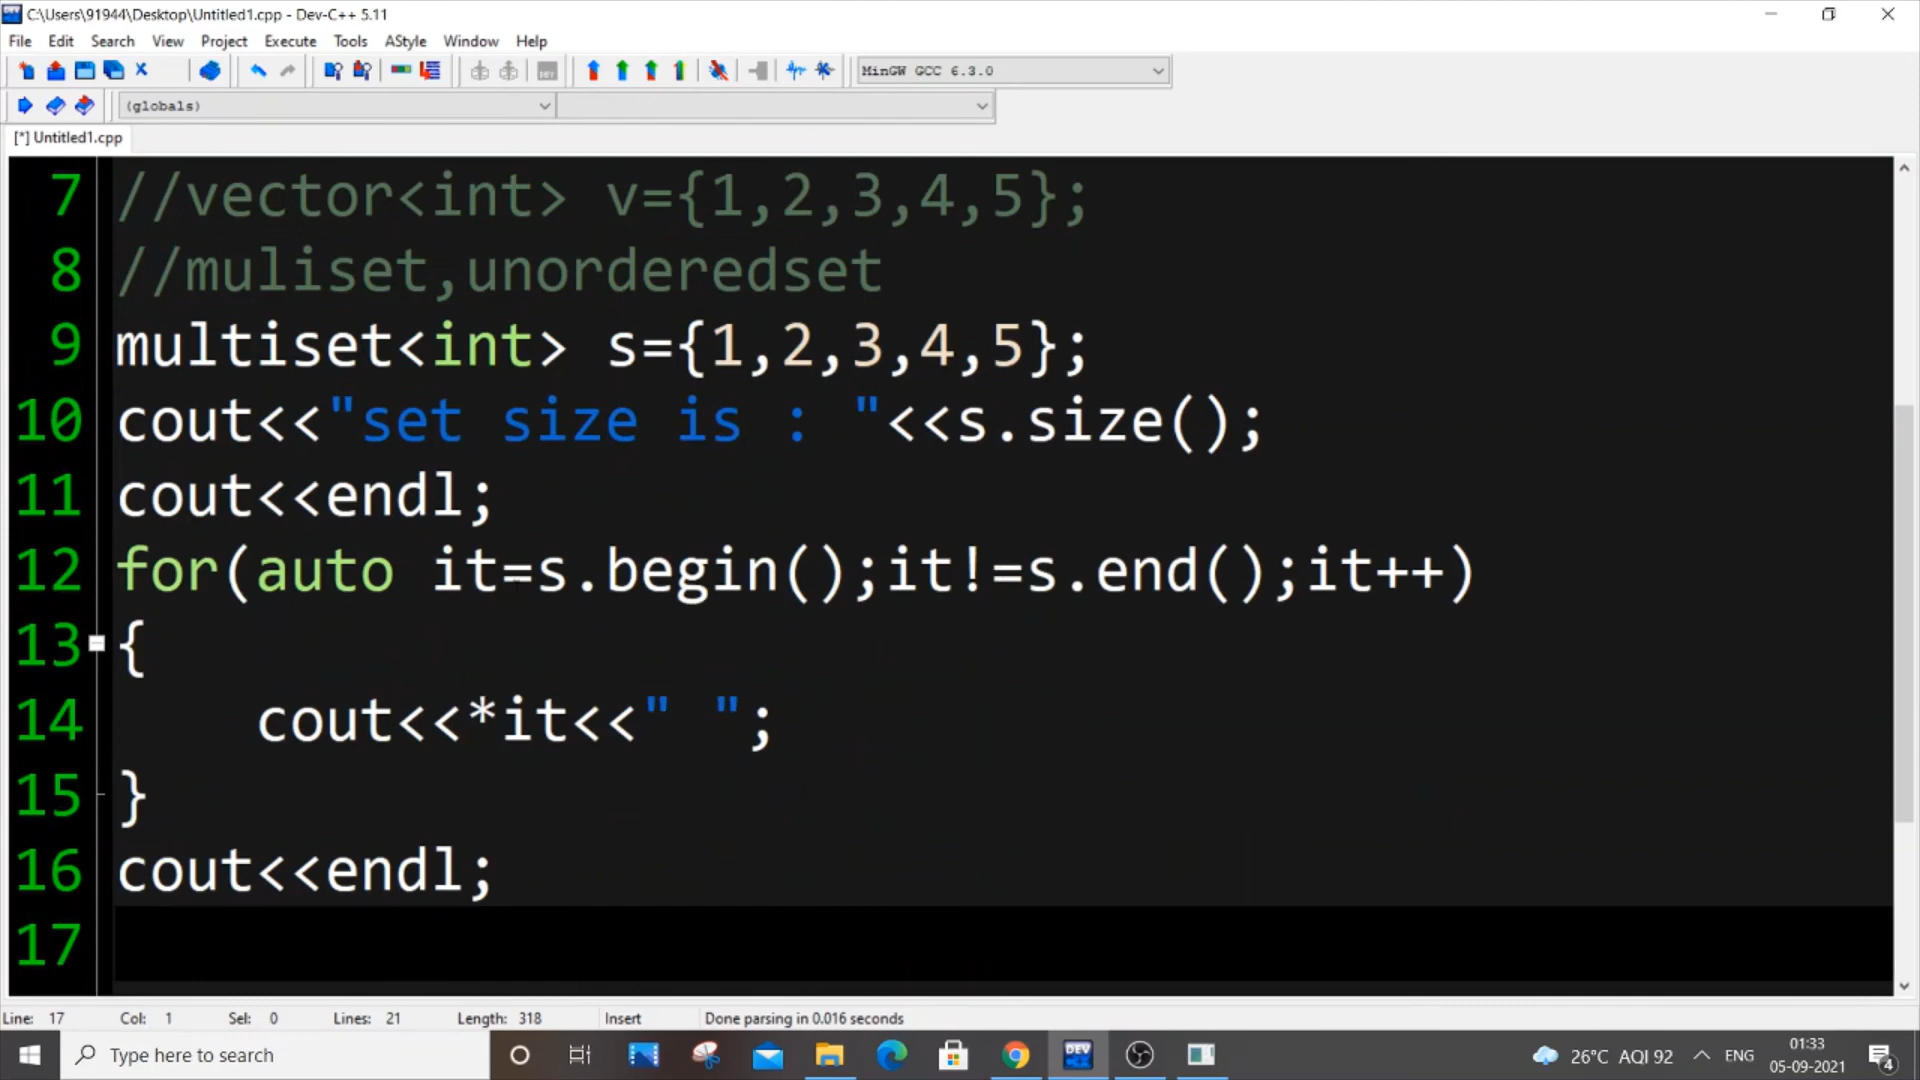 C:\Users\91944\Desktop\Untitled1.cpp - Dev-C++ 5.11
File Edit Search View Project Execute Tools AStyle Window Help
MinGW GCC 6.3.0
(globals)
[*] Untitled1.cpp
7 //vector<int> v={1,2,3,4,5};
8 //muliset,unorderedset
9 multiset<int> s={1,2,3,4,5};
10 cout<<"set size is : "<<s.size();
11 cout<<endl;
12 for(auto it=s.begin();it!=s.end();it++)
13 {
14 cout<<*it<<" ";
15 }
16 cout<<endl;
17
Line: 17 Col: 1 Sel: 0 Lines: 21 Length: 318 Insert Done parsing in 0.016 seconds
Type here to search
DEV
26°C AQI 92 ENG
01:33
05-09-2021
4